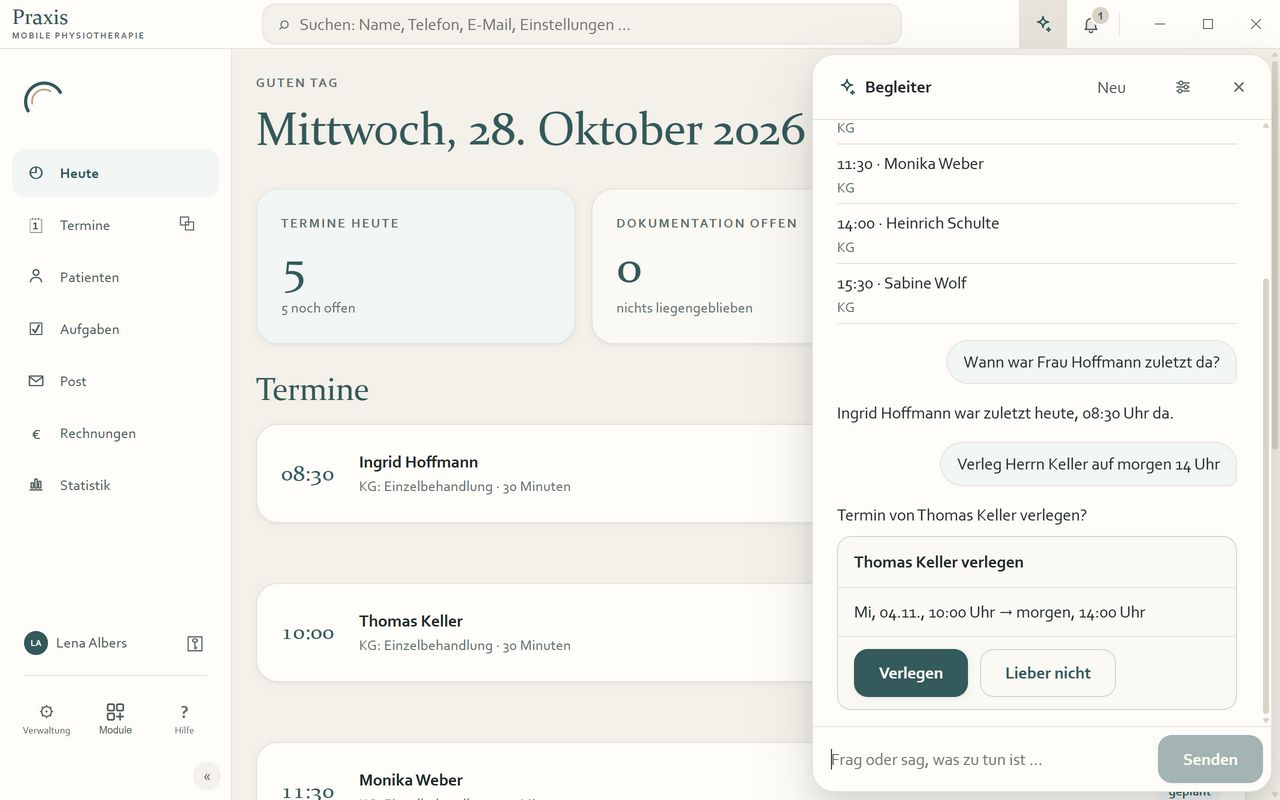 Praxis
MOBILE PHYSIOTHERAPIE
Suchen: Name, Telefon, E-Mail, Einstellungen ...
1
Heute
1 Termine
Patienten
Aufgaben
Post
€ Rechnungen
Statistik
LA Lena Albers
Verwaltung
Module
? Hilfe
«
GUTEN TAG
Mittwoch, 28. Oktober 2026
TERMINE HEUTE
5
5 noch offen
DOKUMENTATION OFFEN
0
nichts liegengeblieben
Termine
08:30
Ingrid Hoffmann
KG: Einzelbehandlung · 30 Minuten
10:00
Thomas Keller
KG: Einzelbehandlung · 30 Minuten
11:30
Monika Weber
geplant
Begleiter
Neu
KG
11:30 · Monika Weber
KG
14:00 · Heinrich Schulte
KG
15:30 · Sabine Wolf
KG
Wann war Frau Hoffmann zuletzt da?
Ingrid Hoffmann war zuletzt heute, 08:30 Uhr da.
Verleg Herrn Keller auf morgen 14 Uhr
Termin von Thomas Keller verlegen?
Thomas Keller verlegen
Mi, 04.11., 10:00 Uhr → morgen, 14:00 Uhr
Verlegen
Lieber nicht
Frag oder sag, was zu tun ist ...
Senden